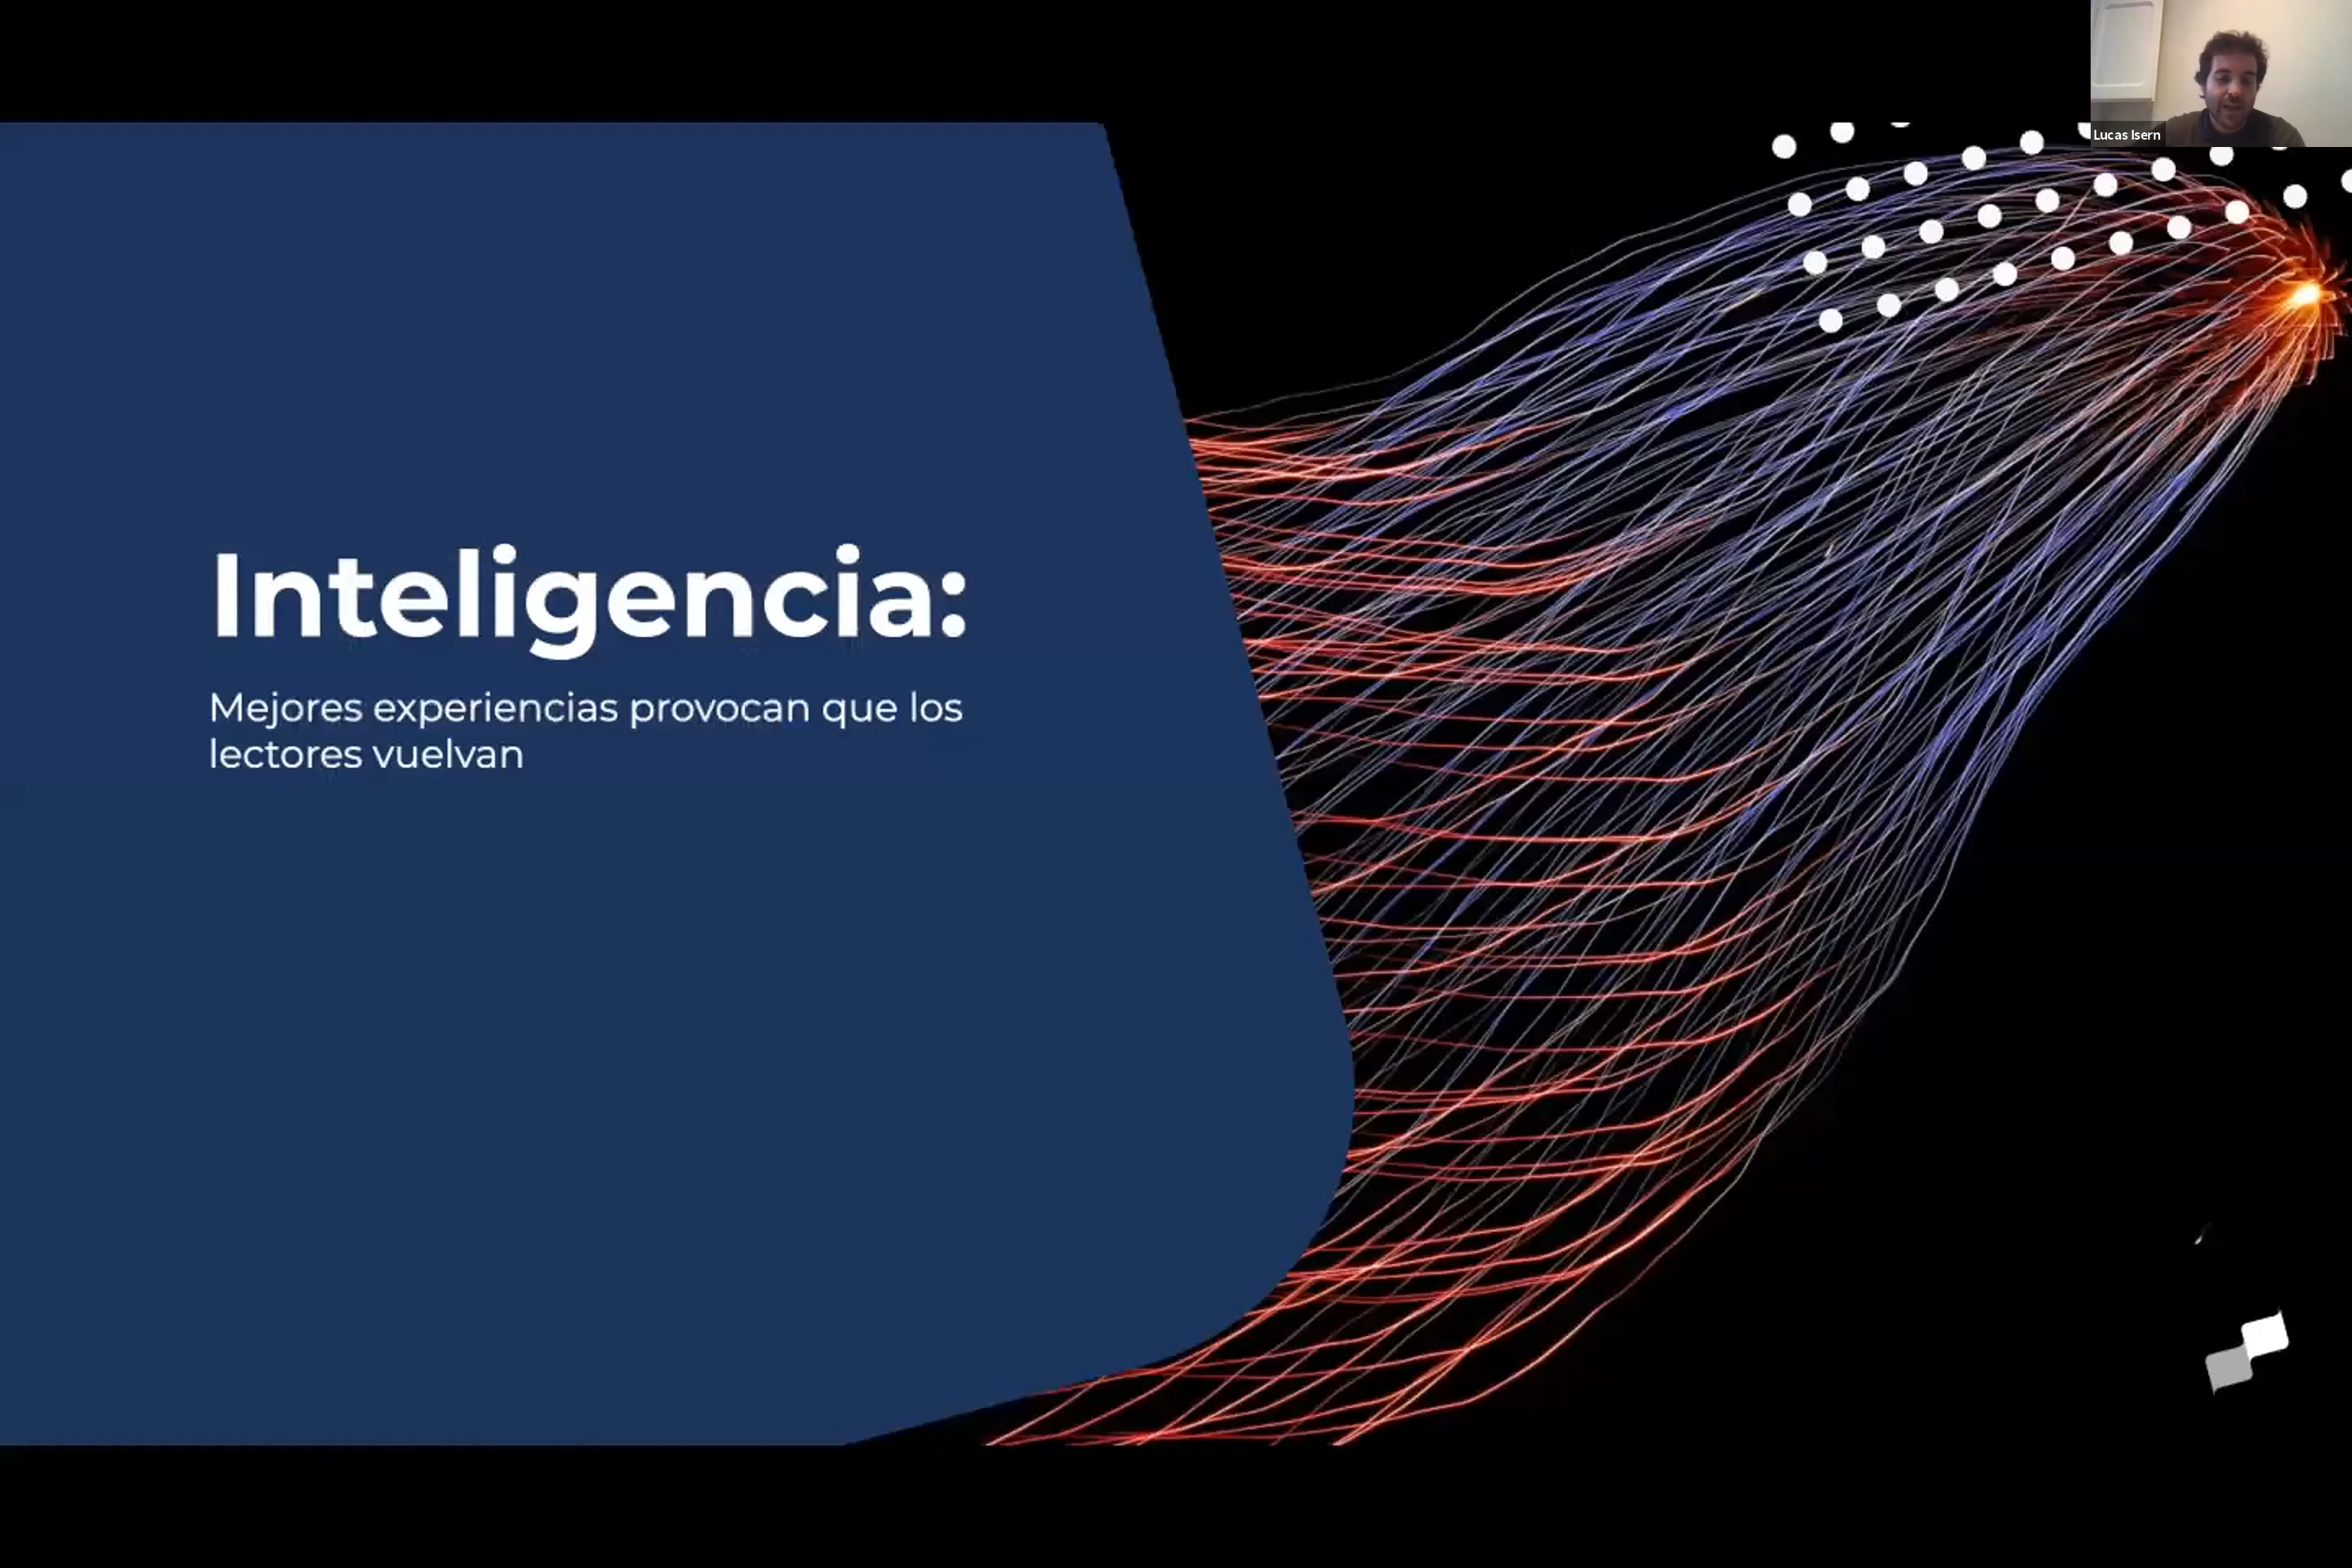 Lucas Isern
Inteligencia:
Mejores experiencias provocan que los
lectores vuelvan